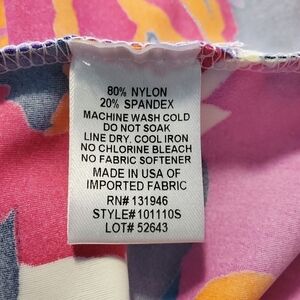 80% NYLON
20% SPANDEX
MACHINE WASH COLD
DO NOT SOAK
LINE DRY. COOL IRON
NO CHLORINE BLEACH
NO FABRIC SOFTENER
MADE IN USA OF
IMPORTED FABRIC
RN# 131946
STYLE#101110S
LOT# 52643